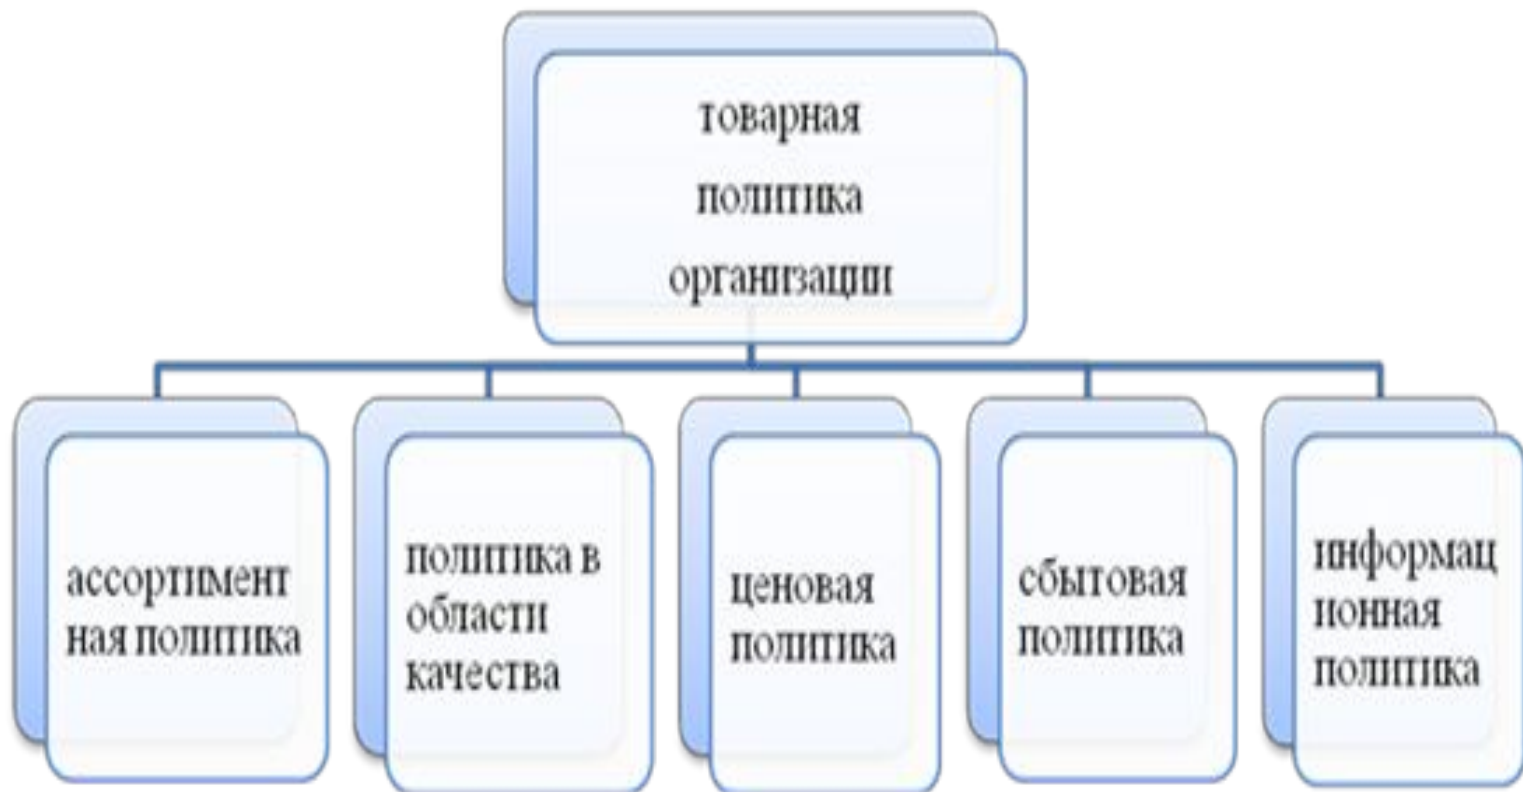 товарная
политика
организации
ассортимент
ная политика
политика в
области
качества
ценовая
политика
сбытовая
политика
информац
ионная
политика